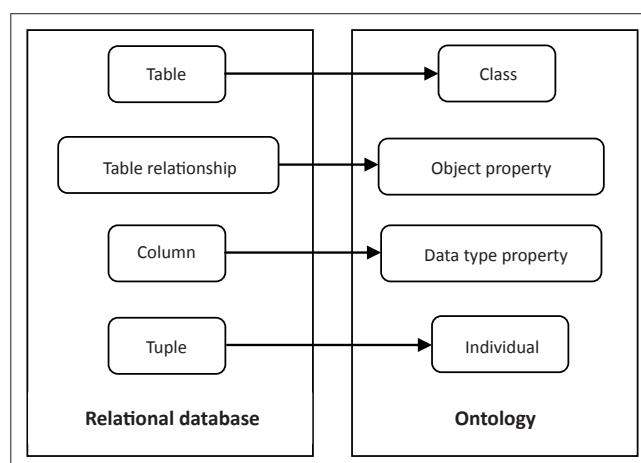 Table
Class
Table relationship
Object property
Column
Data type property
Tuple
Individual
Relational database
Ontology